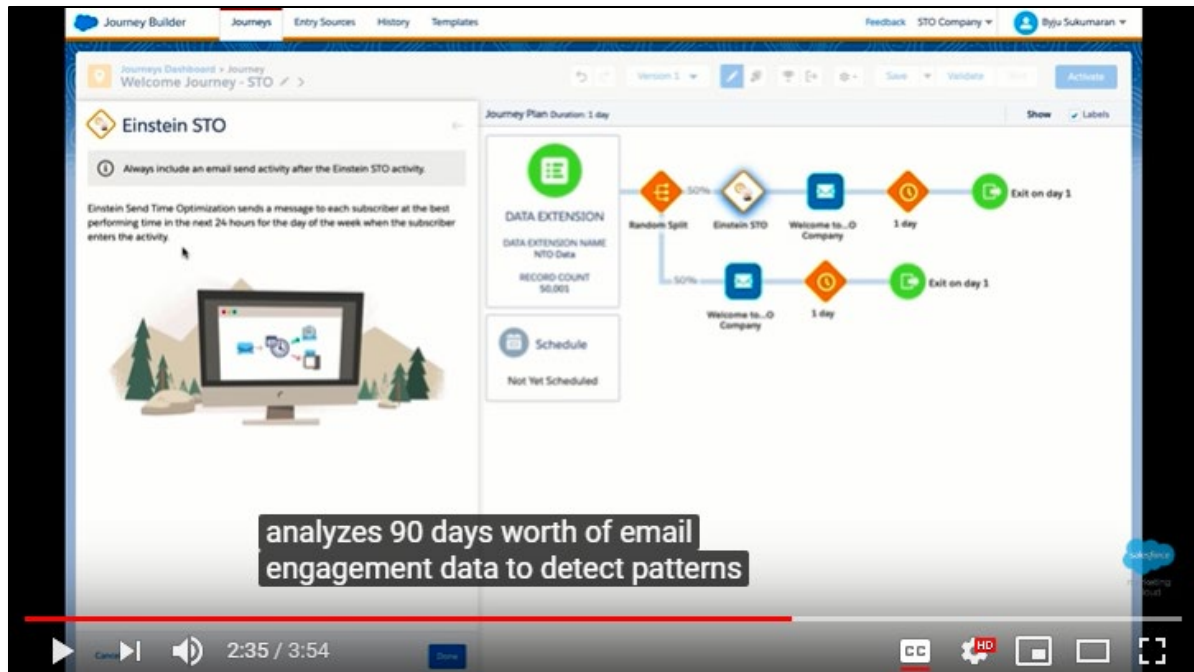 Journey Builder
Journeys
Entry Sources
History
Templates
Feedback
STO Company
Byju Sukumaran
Journeys Dashboard > Journey
Welcome Journey - STO
Version 1
Save
Validate
Activate
Einstein STO
Always include an email send activity after the Einstein STO activity.
Einstein Send Time Optimization sends a message to each subscriber at the best
performing time in the next 24 hours for the day of the week when the subscriber
enters the activity.
Journey Plan Duration: 1 day
Show
Labels
DATA EXTENSION
DATA EXTENSION NAME
NTO Data
RECORD COUNT
50,001
Schedule
Not Yet Scheduled
Random Split
50%
Einstein STO
Welcome to...O
Company
1 day
Exit on day 1
50%
Welcome to...O
Company
1 day
Exit on day 1
analyzes 90 days worth of email
engagement data to detect patterns
salesforce
marketing
cloud
Cancel
Done
2:35 / 3:54
CC
HD